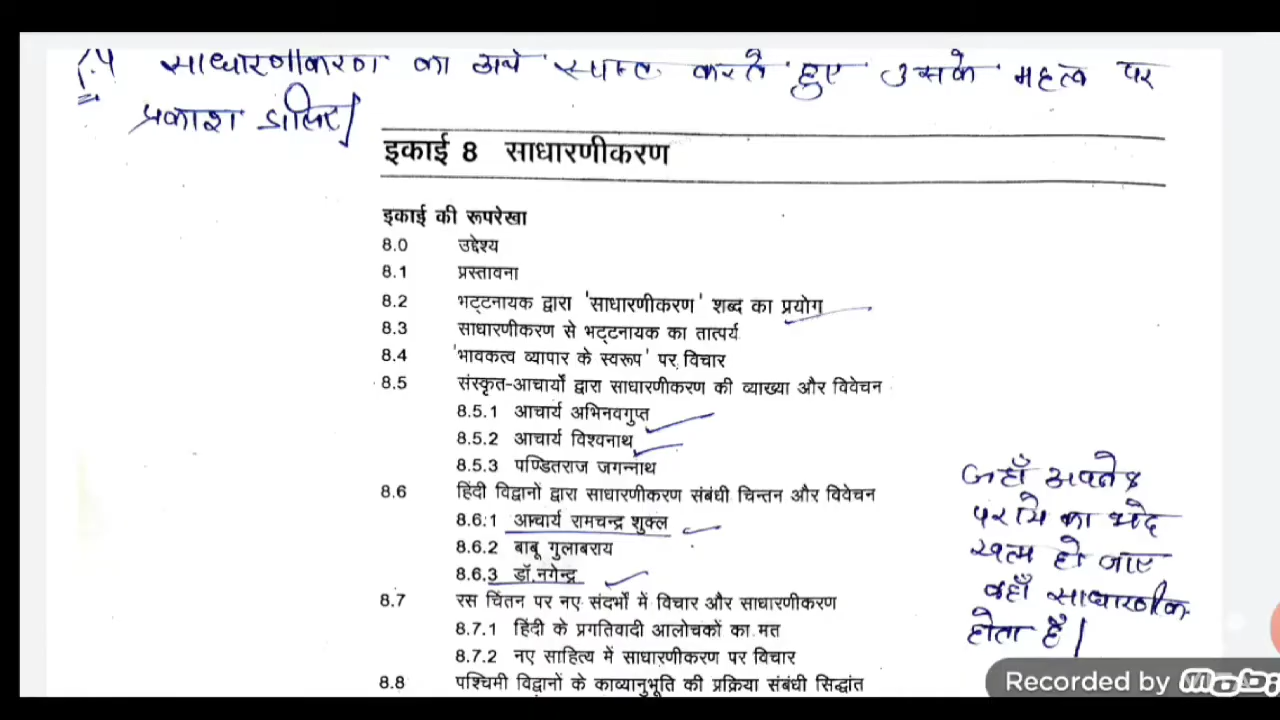 साधारणीकरण का अर्थ स्पष्ट करते हुए उसके महत्व पर
प्रकाश डालिए।
इकाई 8 साधारणीकरण
इकाई की रूपरेखा
8.0 उद्देश्य
8.1 प्रस्तावना
8.2 भट्टनायक द्वारा 'साधारणीकरण' शब्द का प्रयोग
8.3 साधारणीकरण से भट्टनायक का तात्पर्य
8.4 'भावकत्व व्यापार के स्वरूप' पर विचार
8.5 संस्कृत-आचार्यों द्वारा साधारणीकरण की व्याख्या और विवेचन
8.5.1 आचार्य अभिनवगुप्त
8.5.2 आचार्य विश्वनाथ
8.5.3 पण्डितराज जगन्नाथ
8.6 हिंदी विद्वानों द्वारा साधारणीकरण संबंधी चिन्तन और विवेचन
8.6.1 आचार्य रामचन्द्र शुक्ल
8.6.2 बाबू गुलाबराय
8.6.3 डॉ.नगेन्द्र
8.7 रस चिंतन पर नए संदर्भों में विचार और साधारणीकरण
8.7.1 हिंदी के प्रगतिवादी आलोचकों का मत
8.7.2 नए साहित्य में साधारणीकरण पर विचार
8.8 पश्चिमी विद्वानों के काव्यानुभूति की प्रक्रिया संबंधी सिद्धांत
जहाँ अपने
पराये का भेद
खत्म हो जाए
वहाँ साधारणीक
होता है।
Recorded by Mobi